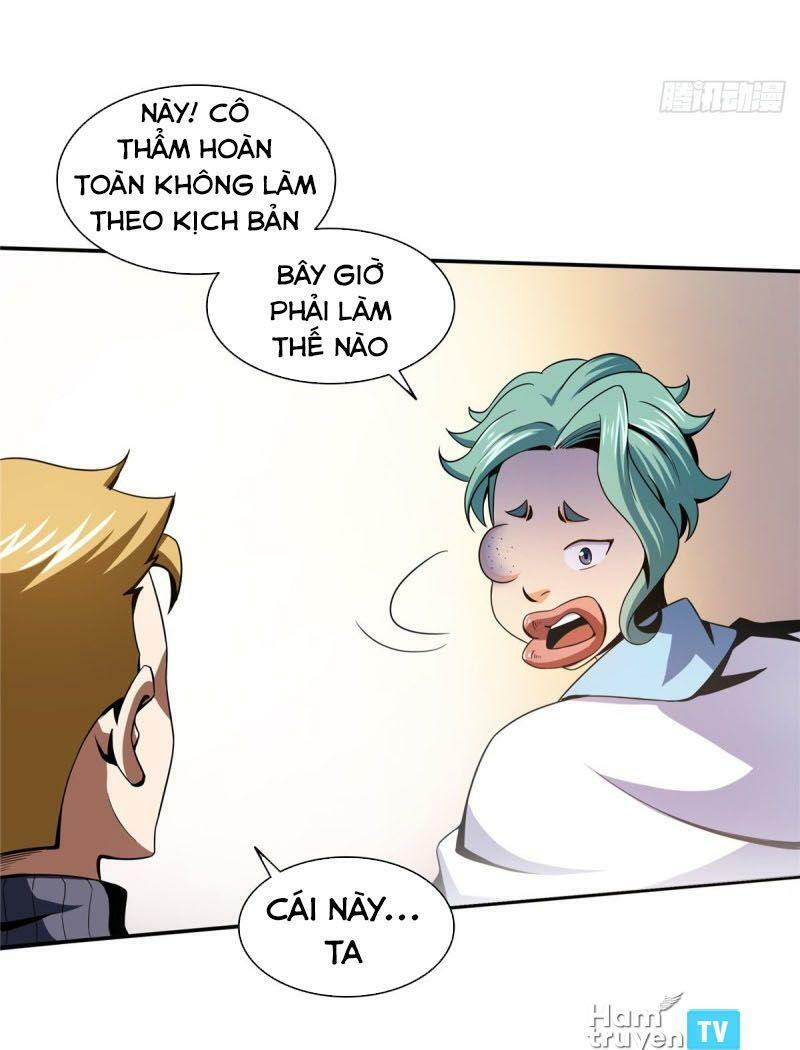 腾讯动漫
NÀY! CÔ
THẨM HOÀN
TOÀN KHÔNG LÀM
THEO KỊCH BẢN
BÂY GIỜ
PHẢI LÀM
THẾ NÀO
CÁI NÀY...
TA
Ham
truyen TV